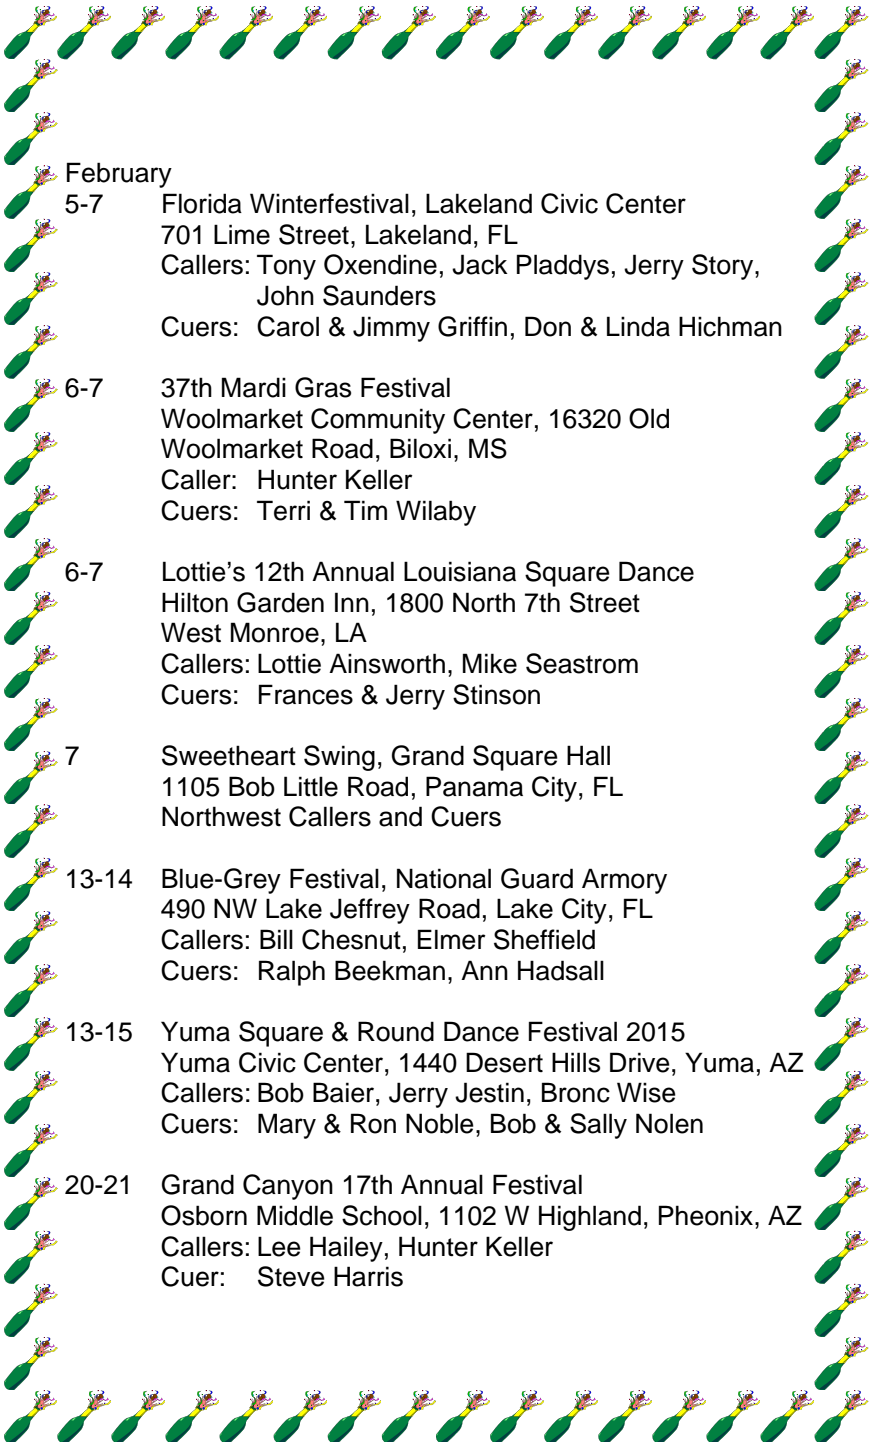 February
5-7 Florida Winterfestival, Lakeland Civic Center
701 Lime Street, Lakeland, FL
Callers: Tony Oxendine, Jack Pladdys, Jerry Story,
John Saunders
Cuers: Carol & Jimmy Griffin, Don & Linda Hichman
6-7 37th Mardi Gras Festival
Woolmarket Community Center, 16320 Old
Woolmarket Road, Biloxi, MS
Caller: Hunter Keller
Cuers: Terri & Tim Wilaby
6-7 Lottie’s 12th Annual Louisiana Square Dance
Hilton Garden Inn, 1800 North 7th Street
West Monroe, LA
Callers: Lottie Ainsworth, Mike Seastrom
Cuers: Frances & Jerry Stinson
7 Sweetheart Swing, Grand Square Hall
1105 Bob Little Road, Panama City, FL
Northwest Callers and Cuers
13-14 Blue-Grey Festival, National Guard Armory
490 NW Lake Jeffrey Road, Lake City, FL
Callers: Bill Chesnut, Elmer Sheffield
Cuers: Ralph Beekman, Ann Hadsall
13-15 Yuma Square & Round Dance Festival 2015
Yuma Civic Center, 1440 Desert Hills Drive, Yuma, AZ
Callers: Bob Baier, Jerry Jestin, Bronc Wise
Cuers: Mary & Ron Noble, Bob & Sally Nolen
20-21 Grand Canyon 17th Annual Festival
Osborn Middle School, 1102 W Highland, Pheonix, AZ
Callers: Lee Hailey, Hunter Keller
Cuer: Steve Harris